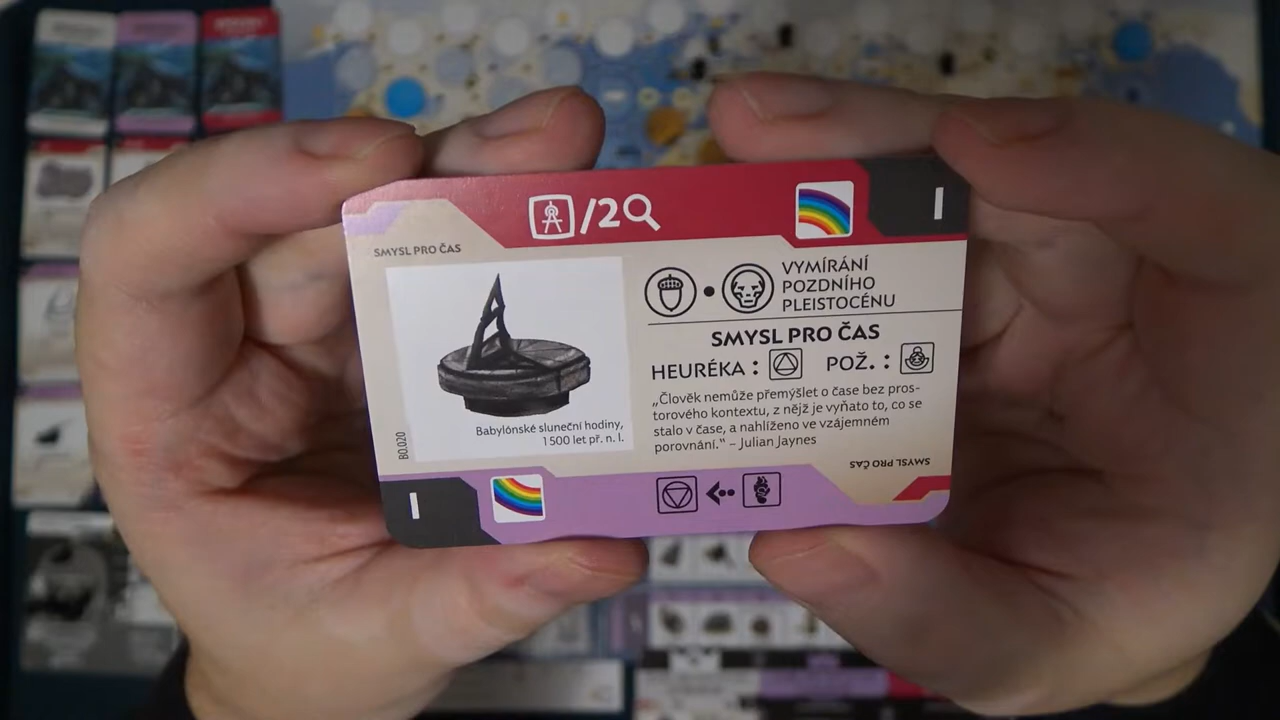 /2
I
SMYSL PRO ČAS
VYMÍRÁNÍ
POZDNÍHO
PLEISTOCÉNU
SMYSL PRO ČAS
HEURÉKA : POŽ. :
„Člověk nemůže přemýšlet o čase bez pros-
torového kontextu, z nějž je vyňato to, co se
stalo v čase, a nahlíženo ve vzájemném
porovnání.“ – Julian Jaynes
Babylónské sluneční hodiny,
1 500 let př. n. l.
B0.020
SMYSL PRO ČAS
I